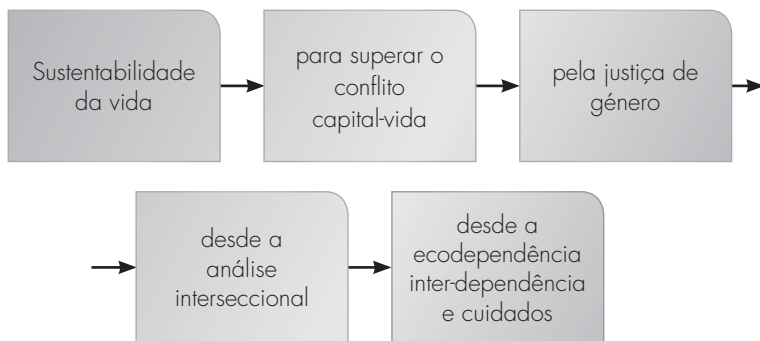 Sustentabilidade
da vida
para superar o
conflito
capital-vida
pela justiça de
género
desde a
análise
interseccional
desde a
ecodependência
inter-dependência
e cuidados